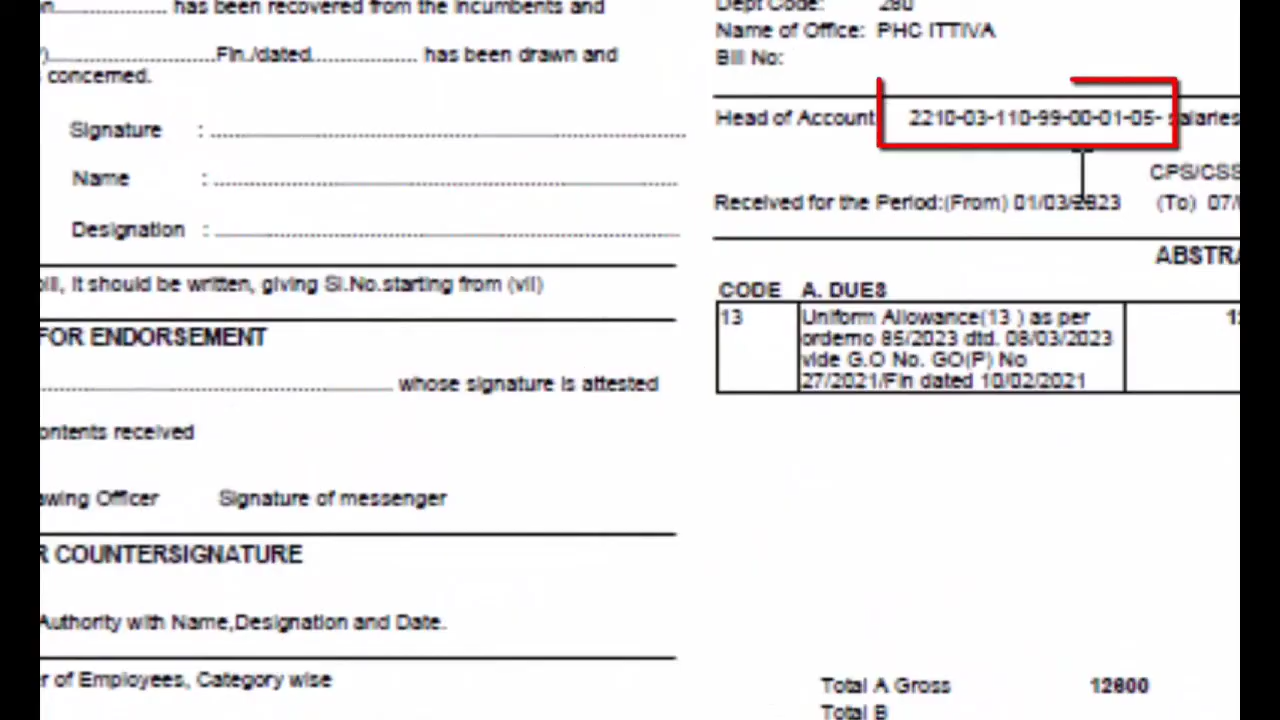 has been recovered from the incumbents and
Fin./dated has been drawn and
concerned.
Signature :
Name :
Designation :
bill, it should be written, giving Sl.No.starting from (vii)
FOR ENDORSEMENT
whose signature is attested
contents received
Officer Signature of messenger
R COUNTERSIGNATURE
Authority with Name,Designation and Date.
r of Employees, Category wise
Dept Code: 280
Name of Office: PHC ITTIVA
Bill No:
Head of Account 2210-03-110-99-00-01-05- salaries
CPS/CSS
Received for the Period:(From) 01/03/2023 (To) 07/
ABSTRA
CODE A. DUES
13 Uniform Allowance(13 ) as per
orderno 85/2023 dtd. 08/03/2023
vide G.O No. GO(P) No
27/2021/Fin dated 10/02/2021
Total A Gross 12800
Total B